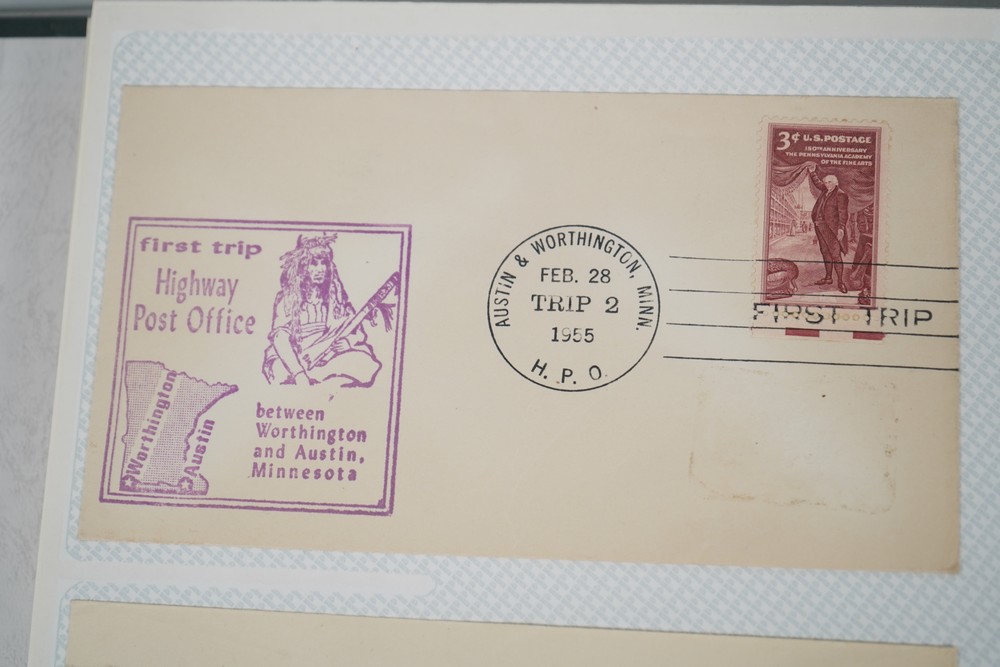 first trip
Highway
Post Office
Worthington
Austin
between
Worthington
and Austin,
Minnesota
AUSTIN & WORTHINGTON, MINN.
FEB. 28
TRIP 2
1955
H. P. O.
3¢ U.S. POSTAGE
150TH ANNIVERSARY
THE PENNSYLVANIA ACADEMY
OF THE FINE ARTS
FIRST TRIP